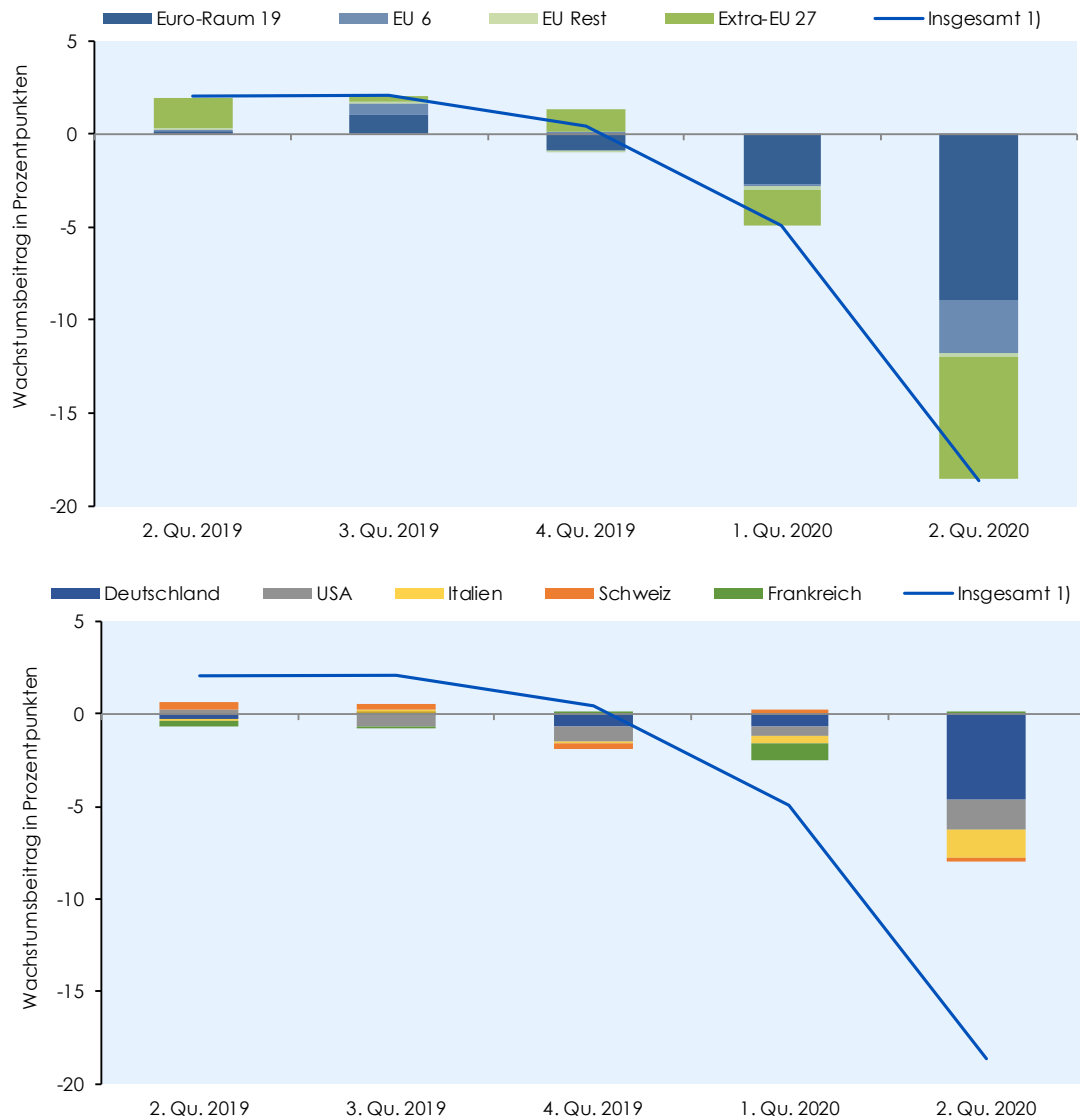 Euro-Raum 19 EU 6 EU Rest Extra-EU 27 Insgesamt 1)
Wachstumsbeitrag in Prozentpunkten
5
0
-5
-10
-15
-20
2. Qu. 2019 3. Qu. 2019 4. Qu. 2019 1. Qu. 2020 2. Qu. 2020
Deutschland USA Italien Schweiz Frankreich Insgesamt 1)
Wachstumsbeitrag in Prozentpunkten
5
0
-5
-10
-15
-20
2. Qu. 2019 3. Qu. 2019 4. Qu. 2019 1. Qu. 2020 2. Qu. 2020